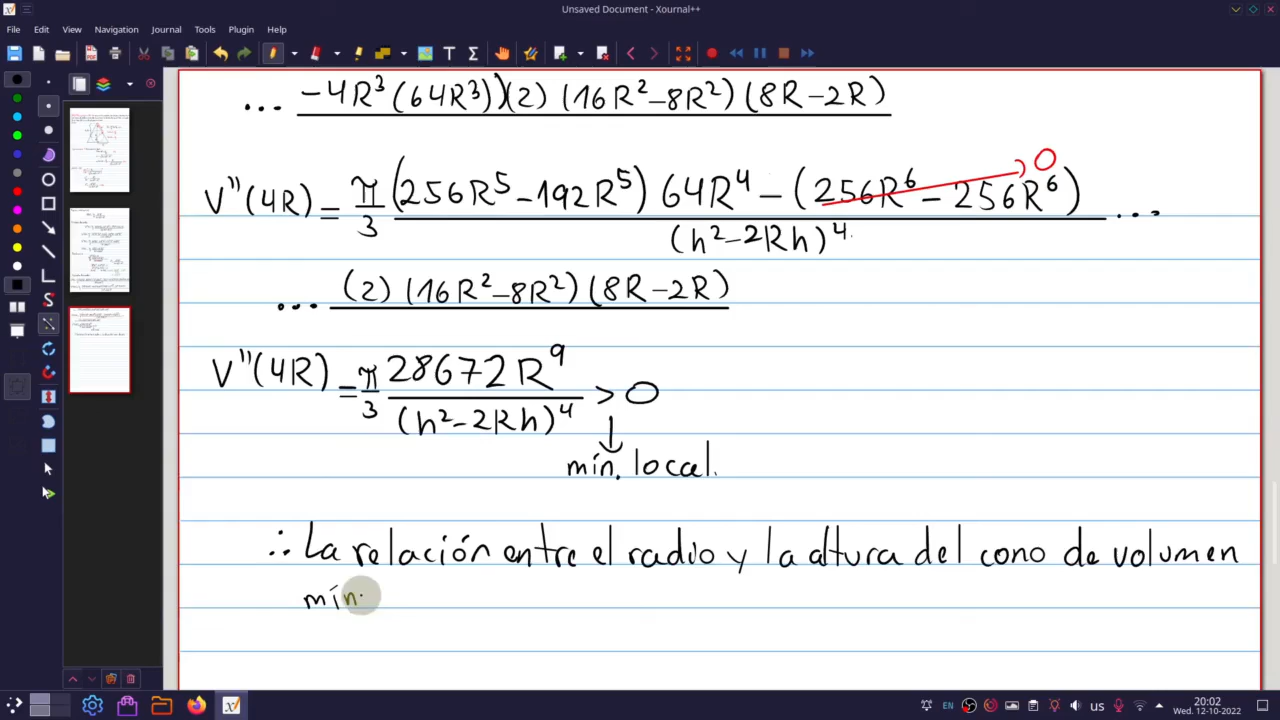 Unsaved Document - Xournal++
File Edit View Navigation Journal Tools Plugin Help
... -4R³(64R³))(2)(16R²-8R²)(8R-2R)
V''(4R) = π/3 (256R⁵-192R⁵) 64R⁴ - (256R⁶ - 256R⁶) / (h²-2Rh)⁴ ... 0
... (2)(16R²-8R²)(8R-2R)
V''(4R) = π/3 28672R⁹ / (h²-2Rh)⁴ > 0
↓
mín. local.
∴ La relación entre el radio y la altura del cono de volumen
mín
EN
us
20:02
Wed. 12-10-2022